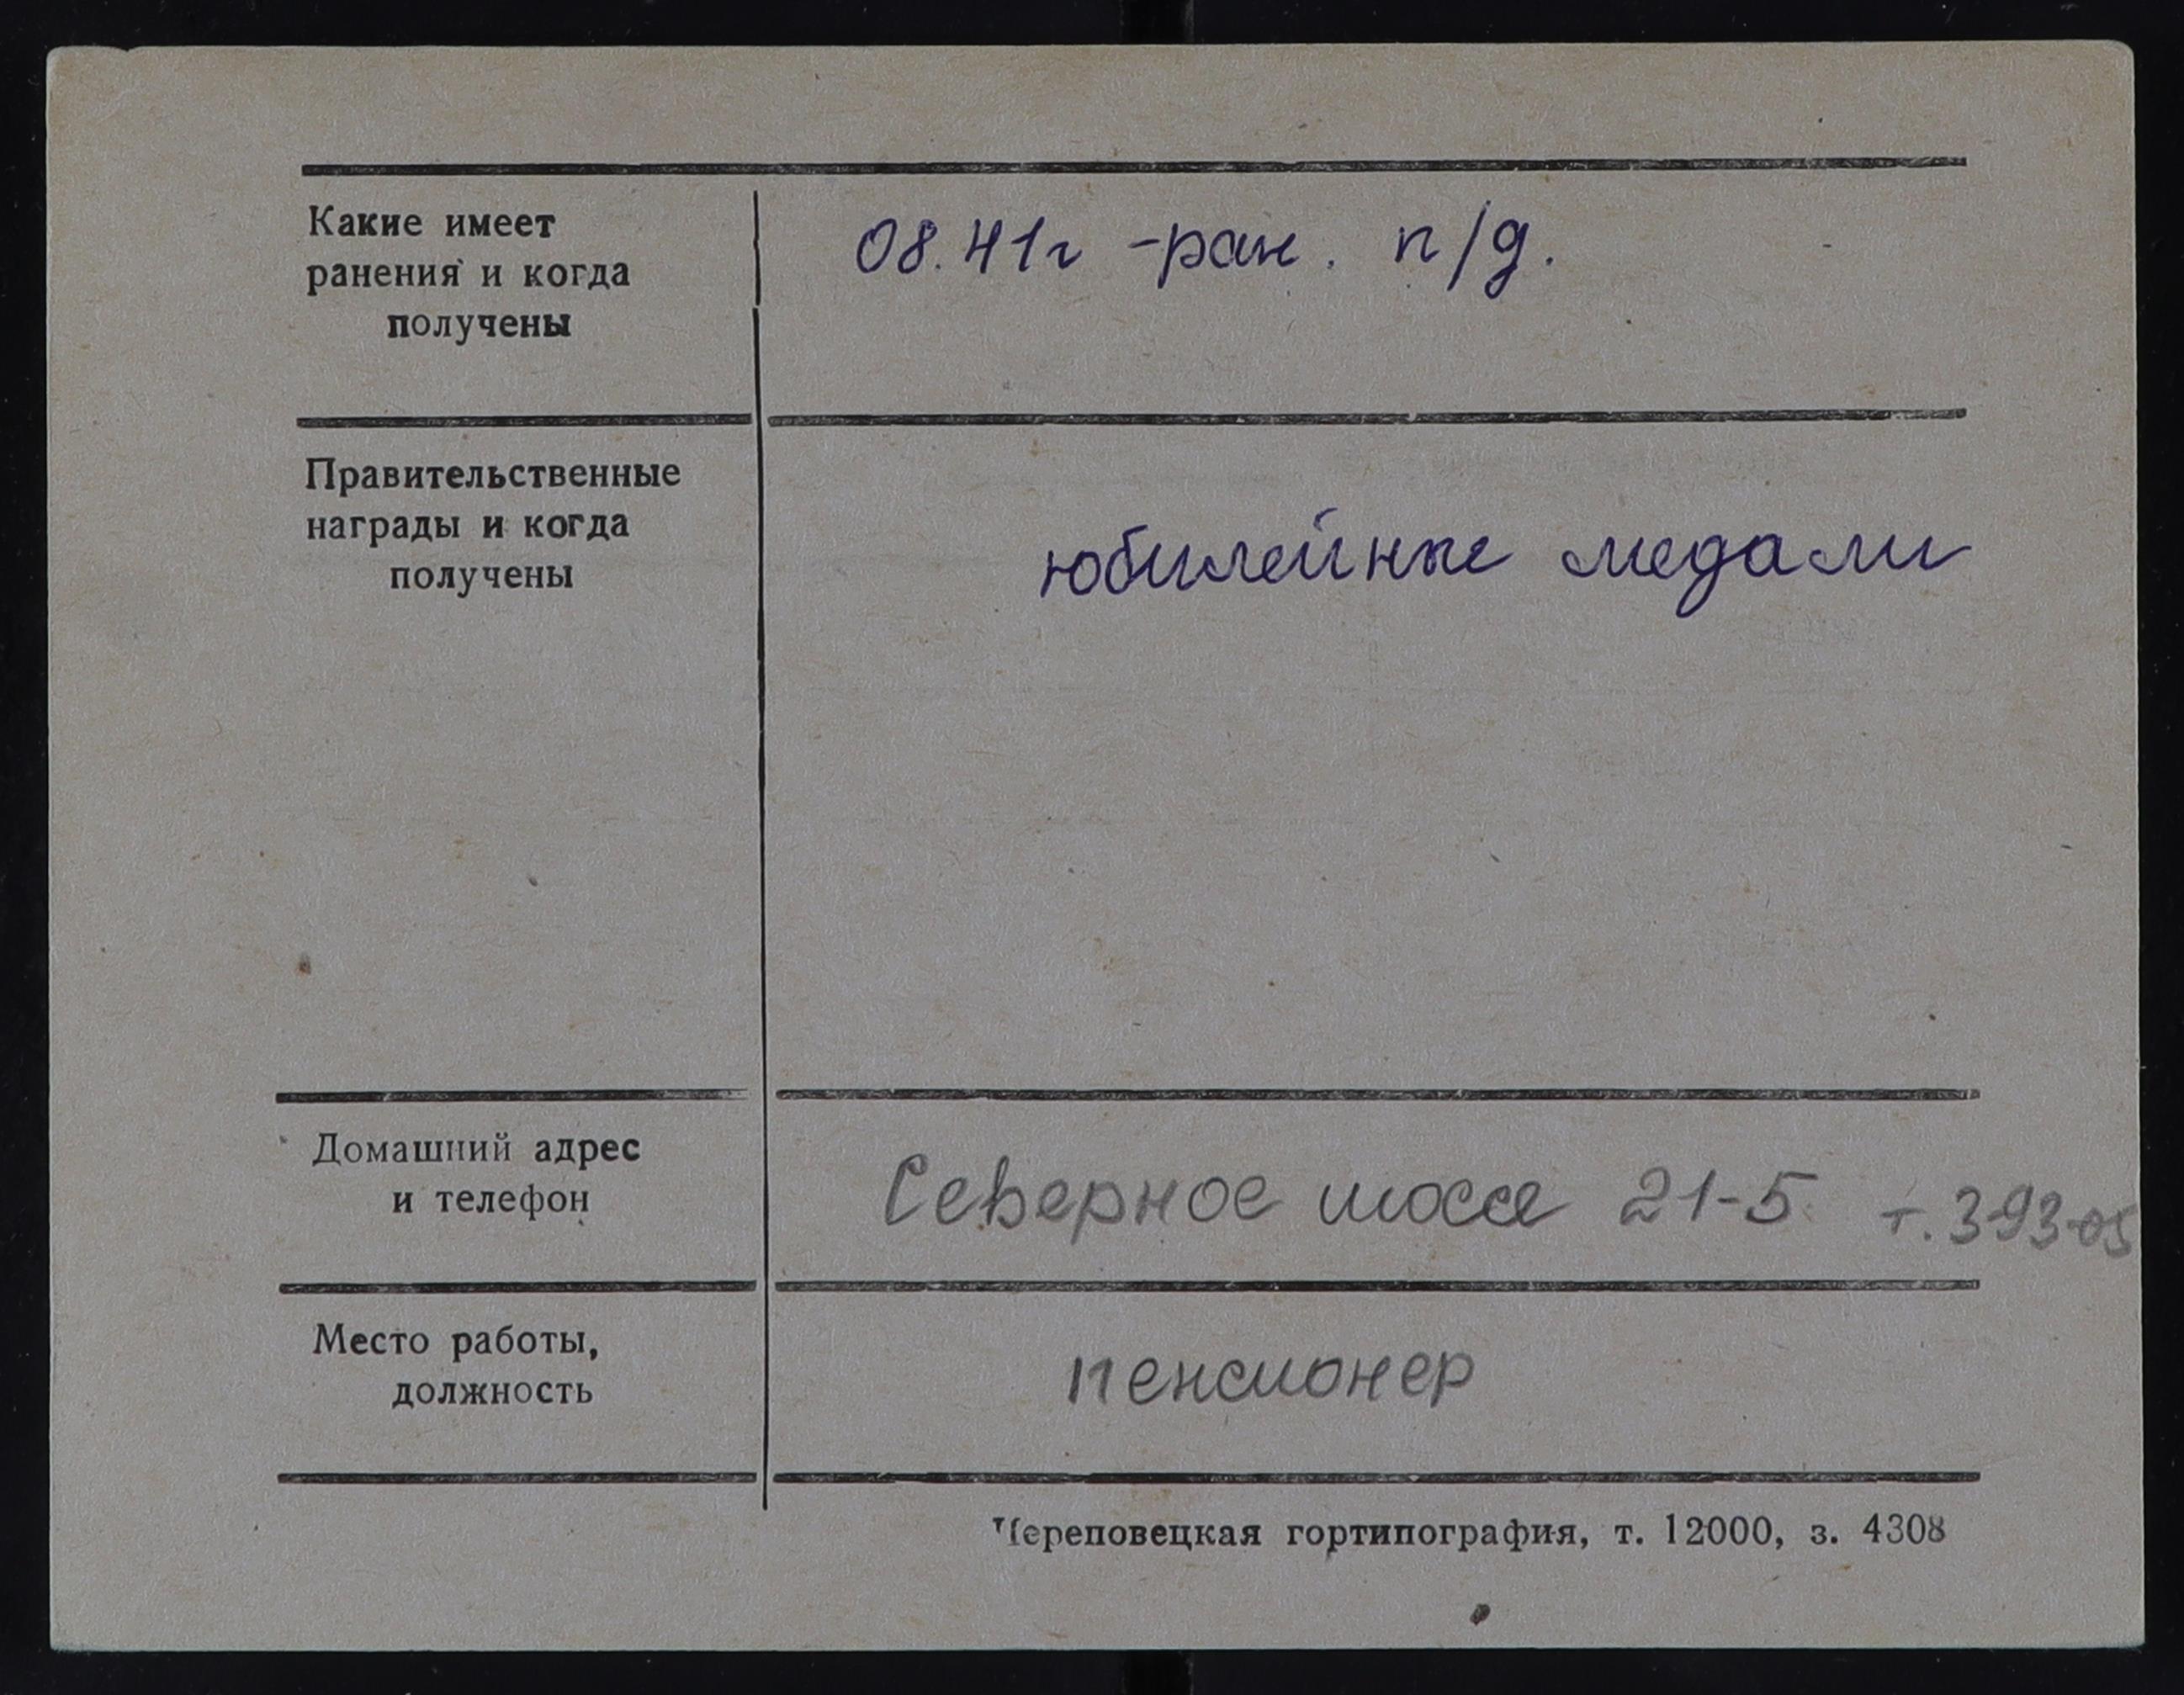 Какие имеет
ранения и когда
получены
08.41г - ран. п/д.
Правительственные
награды и когда
получены
юбилейные медали
Домашний адрес
и телефон
Северное шоссе 21-5 т. 3-93-05
Место работы,
должность
пенсионер
Череповецкая гортипография, т. 12000, з. 4308